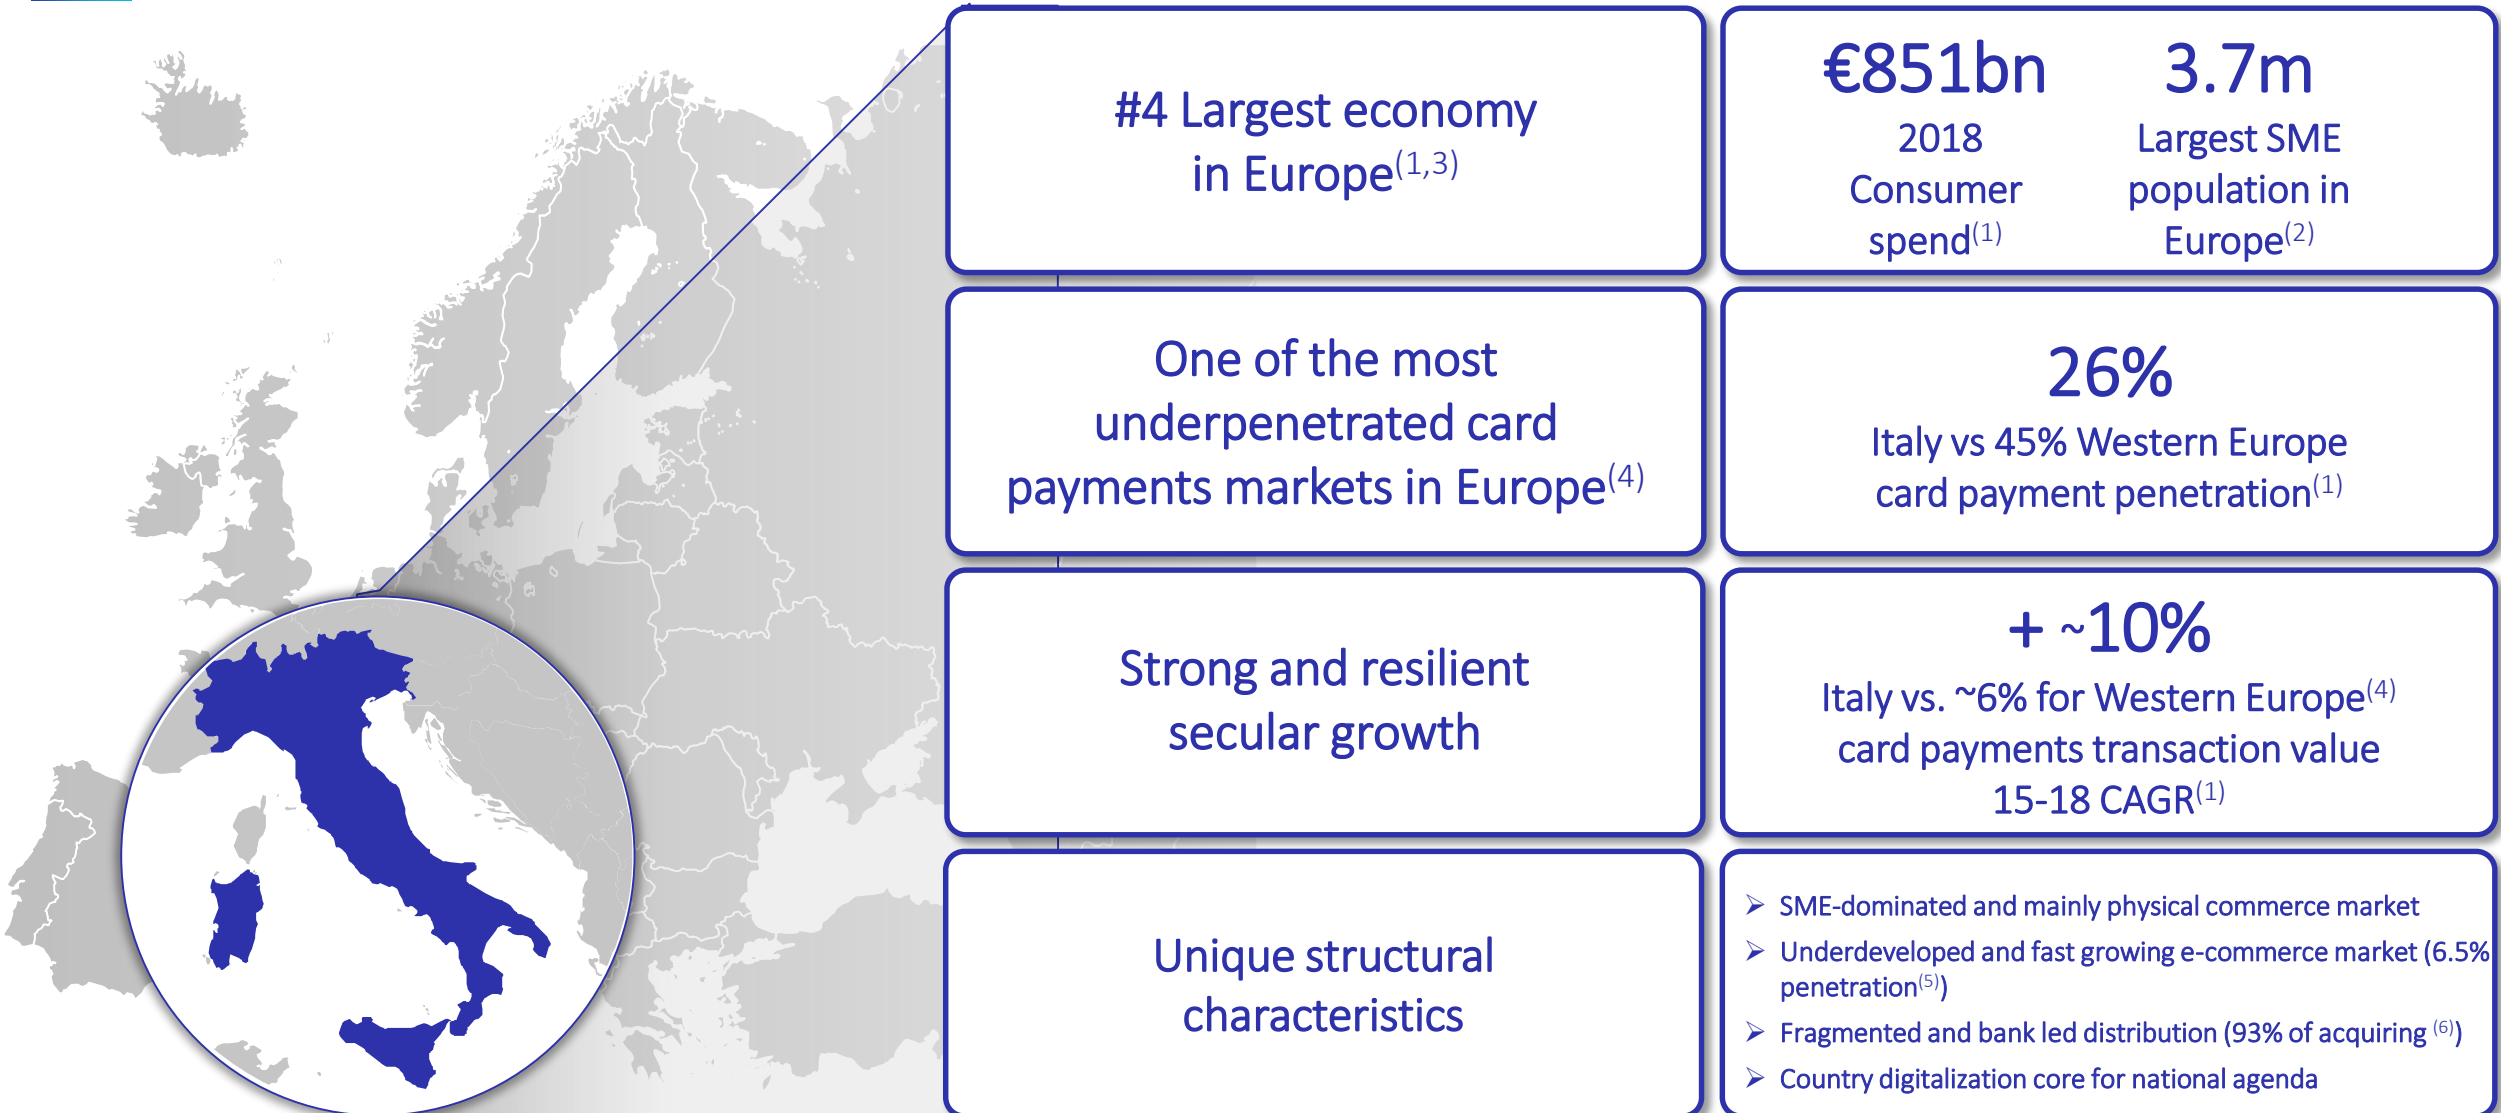 #4 Largest economy
in Europe(1,3)
€851bn
2018
Consumer
spend(1)
3.7m
Largest SME
population in
Europe(2)
One of the most
underpenetrated card
payments markets in Europe(4)
26%
Italy vs 45% Western Europe
card payment penetration(1)
Strong and resilient
secular growth
+ ~10%
Italy vs. ~6% for Western Europe(4)
card payments transaction value
15-18 CAGR(1)
Unique structural
characteristics
➢ SME-dominated and mainly physical commerce market
➢ Underdeveloped and fast growing e-commerce market (6.5%
penetration(5))
➢ Fragmented and bank led distribution (93% of acquiring (6))
➢ Country digitalization core for national agenda